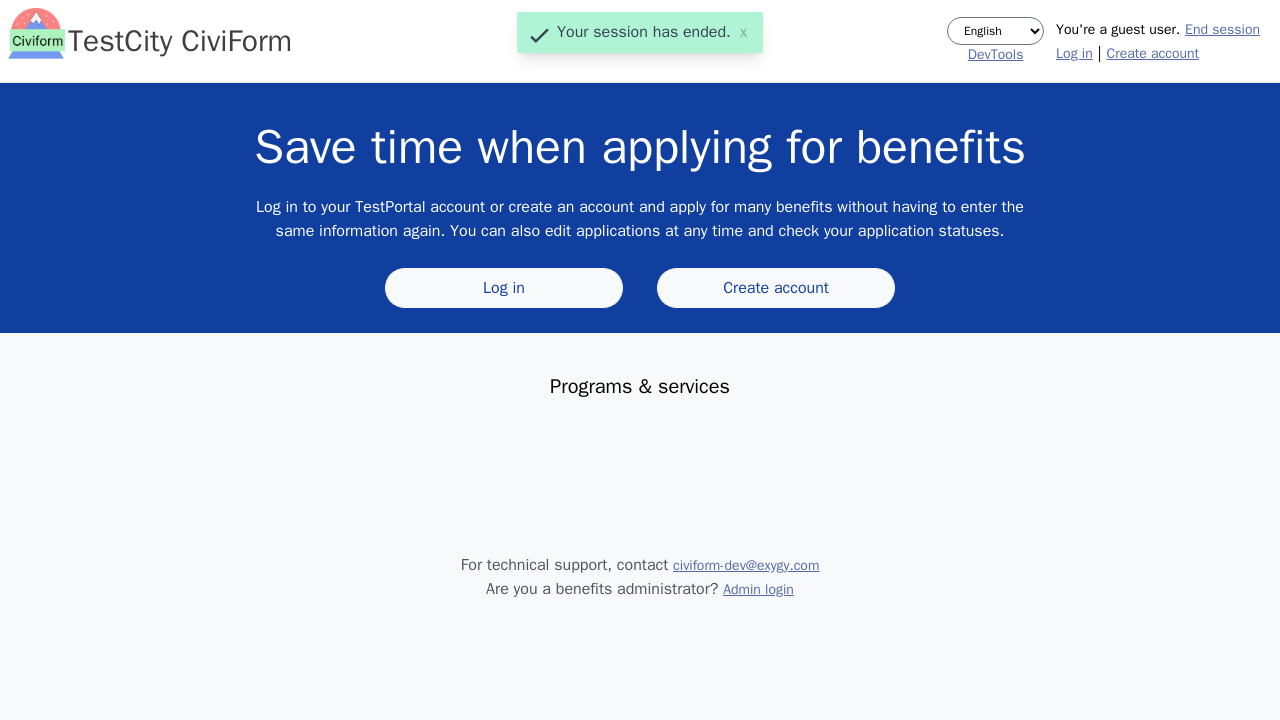 Civiform
TestCity CiviForm
Your session has ended. x
English
DevTools
You're a guest user. End session
Log in | Create account
Save time when applying for benefits
Log in to your TestPortal account or create an account and apply for many benefits without having to enter the
same information again. You can also edit applications at any time and check your application statuses.
Log in
Create account
Programs & services
For technical support, contact civiform-dev@exygy.com
Are you a benefits administrator? Admin login